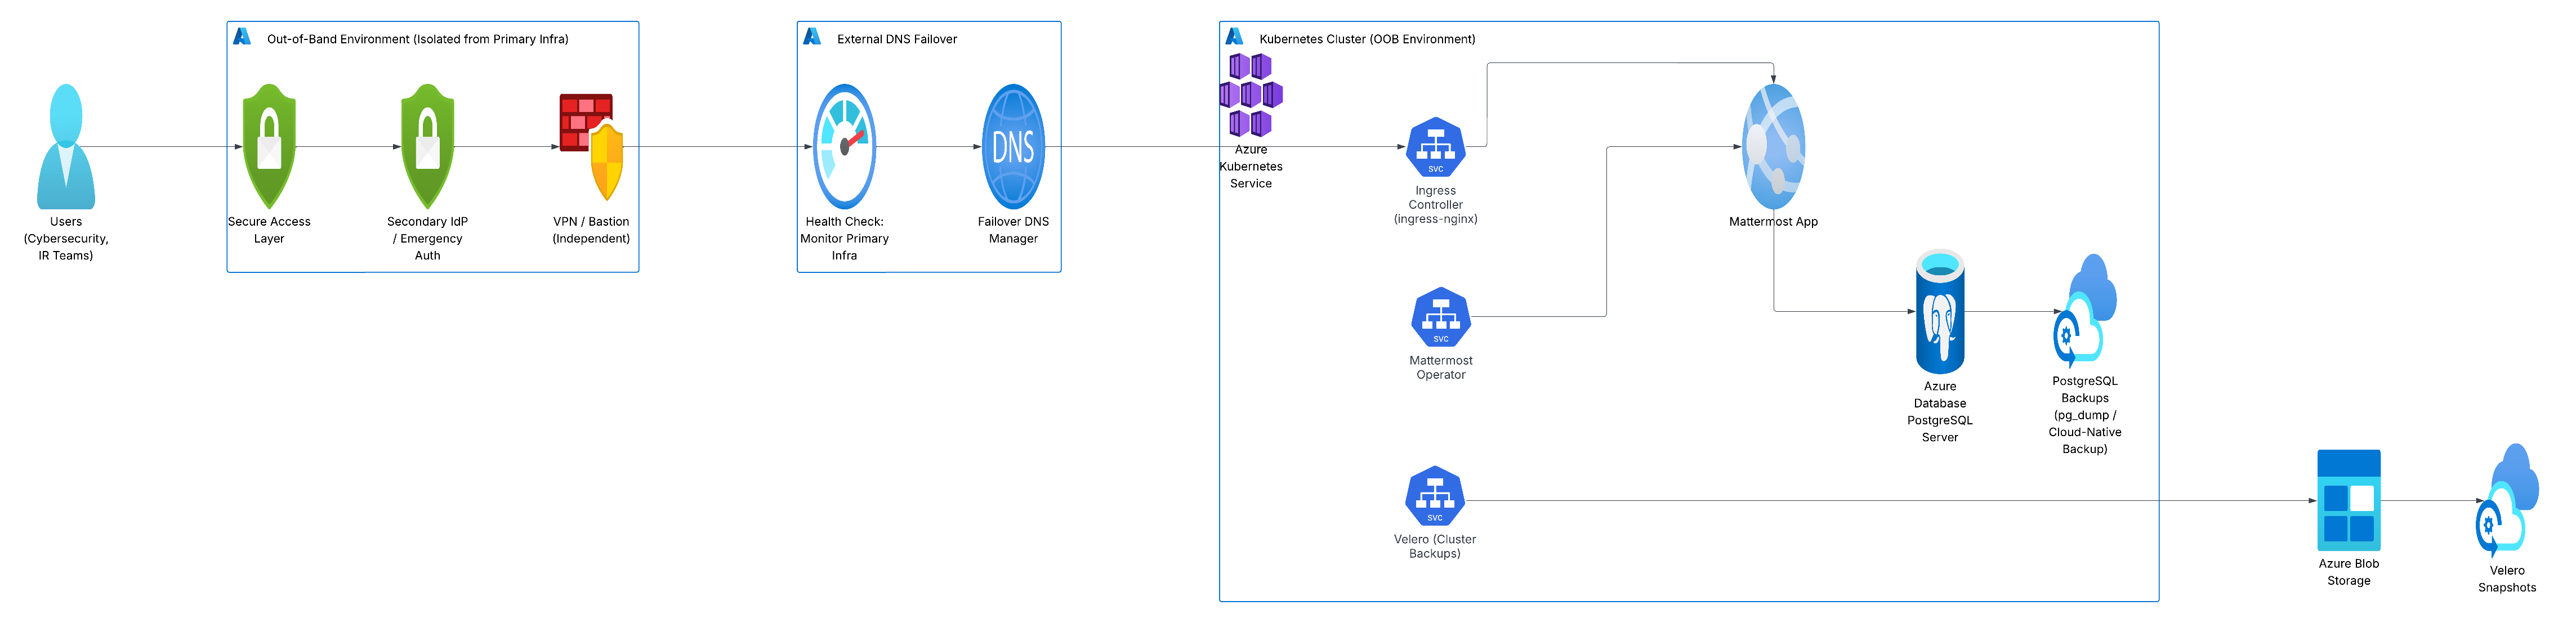 Out-of-Band Environment (Isolated from Primary Infra)
External DNS Failover
Kubernetes Cluster (OOB Environment)
Users
(Cybersecurity,
IR Teams)
Secure Access
Layer
Secondary IdP
/ Emergency
Auth
VPN / Bastion
(Independent)
Health Check:
Monitor Primary
Infra
DNS
Failover DNS
Manager
Azure
Kubernetes
Service
svc
Ingress
Controller
(ingress-nginx)
Mattermost App
svc
Mattermost
Operator
Azure
Database
PostgreSQL
Server
PostgreSQL
Backups
(pg_dump /
Cloud-Native
Backup)
svc
Velero (Cluster
Backups)
Azure Blob
Storage
Velero
Snapshots